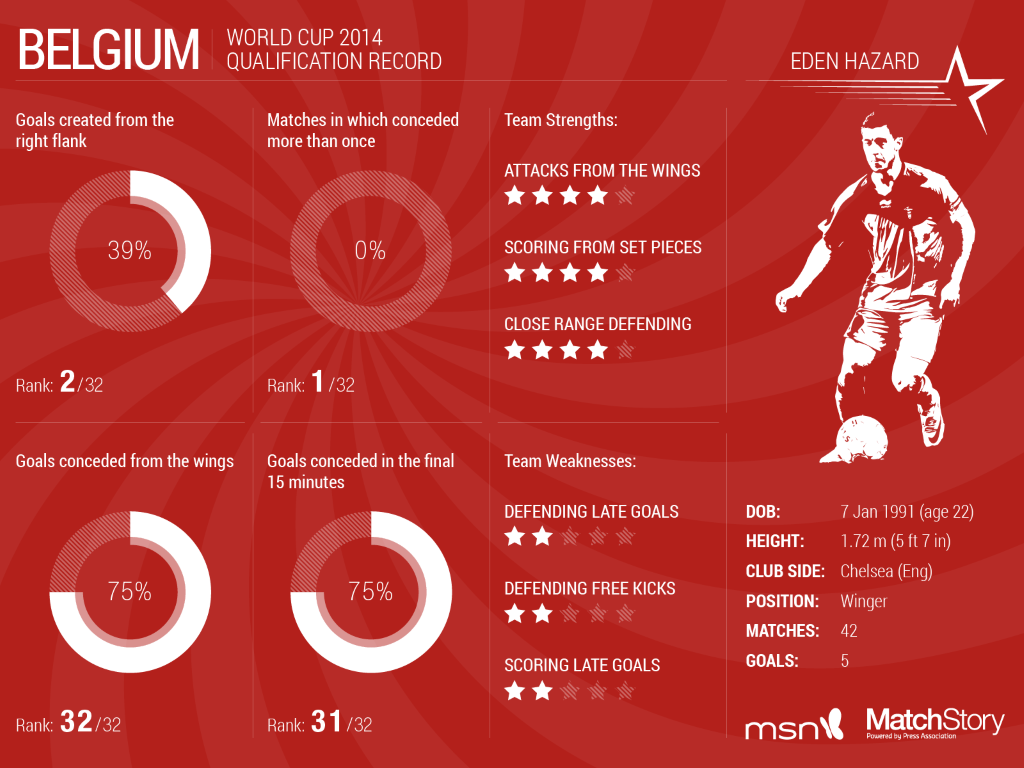 BELGIUM
WORLD CUP 2014
QUALIFICATION RECORD
EDEN HAZARD
Goals created from the
right flank
39%
Rank: 2/32
Matches in which conceded
more than once
0%
Rank: 1/32
Team Strengths:
ATTACKS FROM THE WINGS
SCORING FROM SET PIECES
CLOSE RANGE DEFENDING
Goals conceded from the wings
75%
Rank: 32/32
Goals conceded in the final
15 minutes
75%
Rank: 31/32
Team Weaknesses:
DEFENDING LATE GOALS
DEFENDING FREE KICKS
SCORING LATE GOALS
DOB: 7 Jan 1991 (age 22)
HEIGHT: 1.72 m (5 ft 7 in)
CLUB SIDE: Chelsea (Eng)
POSITION: Winger
MATCHES: 42
GOALS: 5
msn
MatchStory
Powered by Press Association